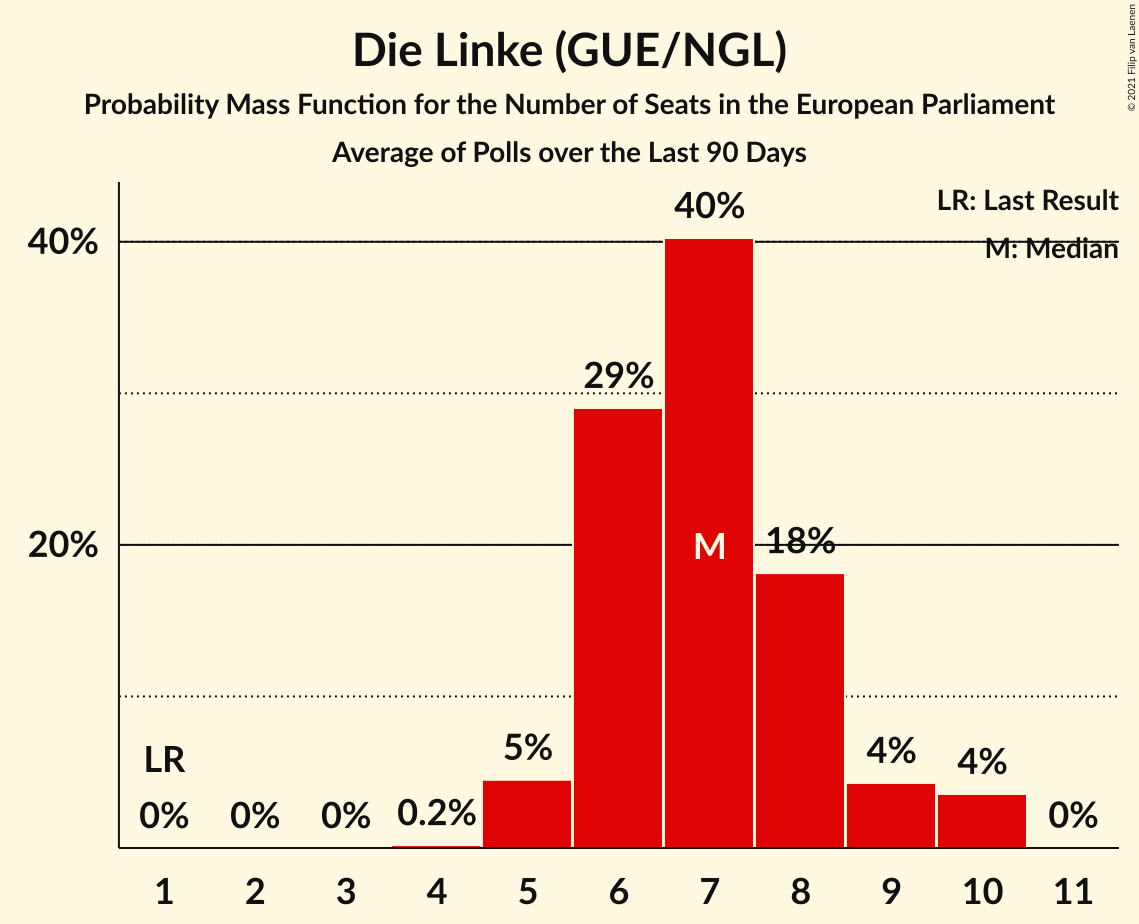 Die Linke (GUE/NGL)
Probability Mass Function for the Number of Seats in the European Parliament
Average of Polls over the Last 90 Days
© 2021 Filip van Laenen
LR: Last Result
M: Median
40%
20%
LR
0%
0%
0%
0.2%
5%
29%
40%
M
18%
4%
4%
0%
1 2 3 4 5 6 7 8 9 10 11